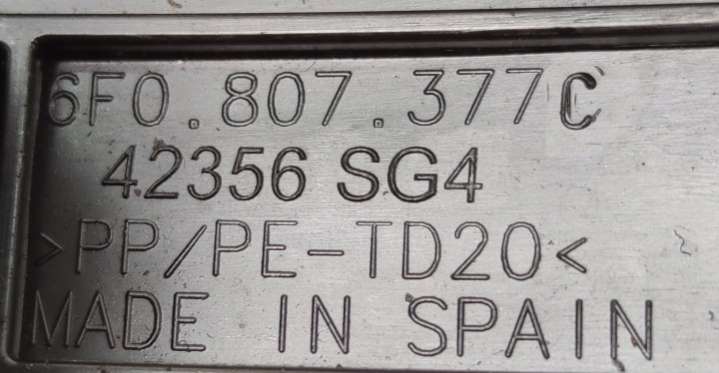 6F0.807.377C
42356 SG4
>PP/PE-TD20<
MADE IN SPAIN